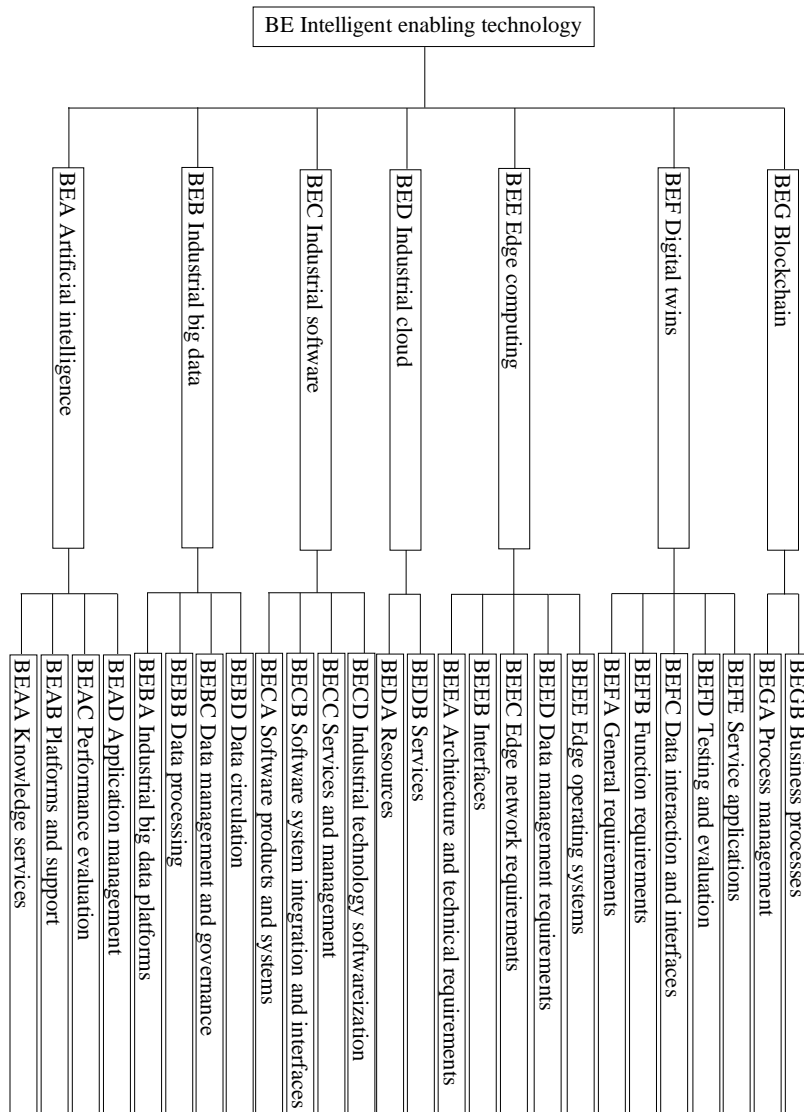 BE Intelligent enabling technology
BEA Artificial intelligence
BEB Industrial big data
BEC Industrial software
BED Industrial cloud
BEE Edge computing
BEF Digital twins
BEG Blockchain
BEAA Knowledge services
BEAB Platforms and support
BEAC Performance evaluation
BEAD Application management
BEBA Industrial big data platforms
BEBB Data processing
BEBC Data management and governance
BEBD Data circulation
BECA Software products and systems
BECB Software system integration and interfaces
BECC Services and management
BECD Industrial technology softwareization
BEDA Resources
BEDB Services
BEEA Architecture and technical requirements
BEEB Interfaces
BEEC Edge network requirements
BEED Data management requirements
BEEE Edge operating systems
BEFA General requirements
BEFB Function requirements
BEFC Data interaction and interfaces
BEFD Testing and evaluation
BEFE Service applications
BEGA Process management
BEGB Business processes